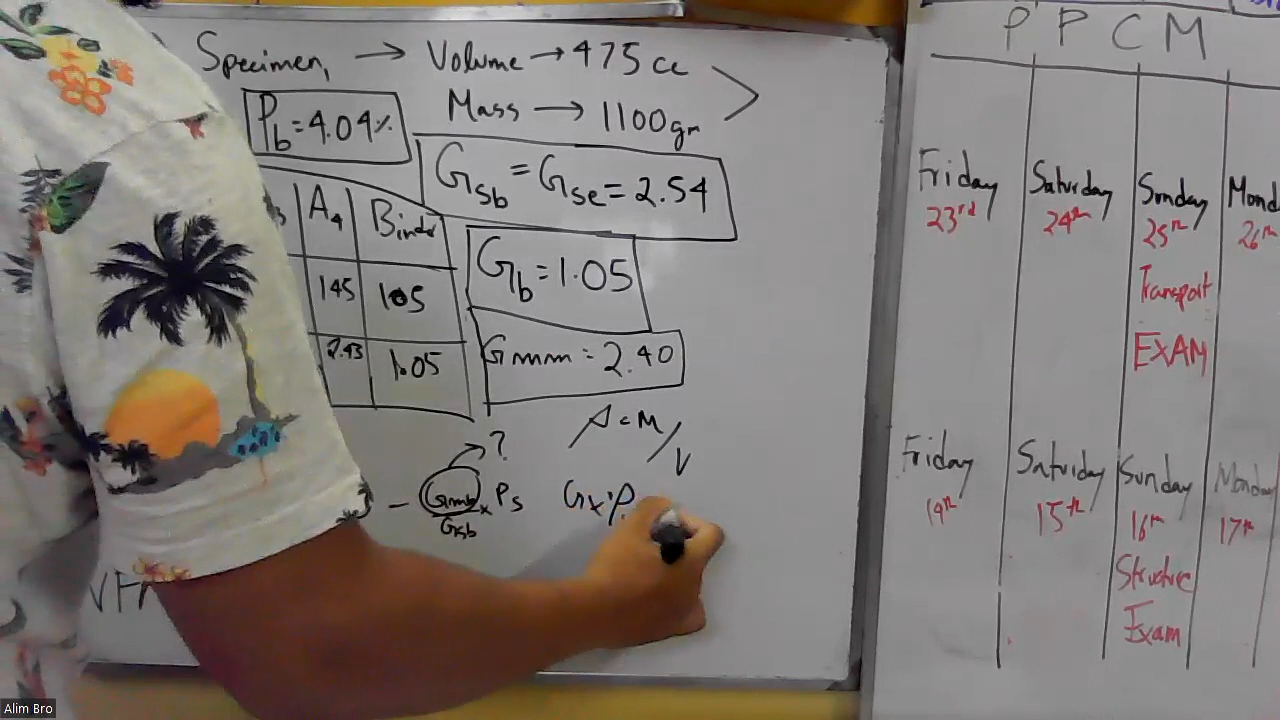 Specimen, → Volume → 475 cc
Mass → 1100 gm
Pb = 4.04%
Gsb = Gse = 2.54
A4 | Binder
145 | 105
2.43 | 1.05
Gb = 1.05
Gmm = 2.40
?
- Gmb/Gsb × Ps
VF
P P C M
Friday | Saturday | Sunday | Mond
23rd | 24th | 25th | 26th
Transport
EXAM
Friday | Saturday | Sunday | Monday
15th | 16th | 17th
Structure
Exam
Alim Bro